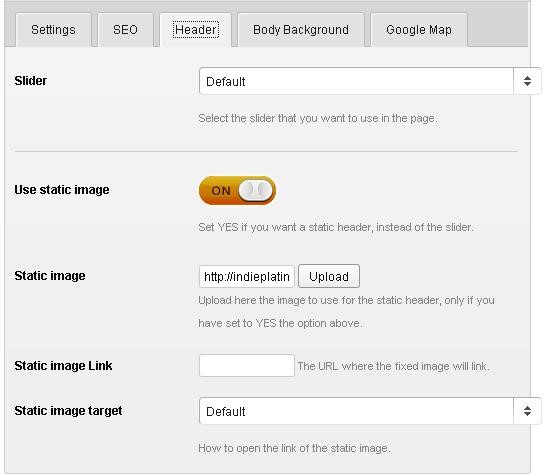 Settings SEO Header Body Background Google Map
Slider Default
Select the slider that you want to use in the page.
Use static image ON
Set YES if you want a static header, instead of the slider.
Static image http://indieplatin Upload
Upload here the image to use for the static header, only if you
have set to YES the option above.
Static image Link The URL where the fixed image will link.
Static image target Default
How to open the link of the static image.